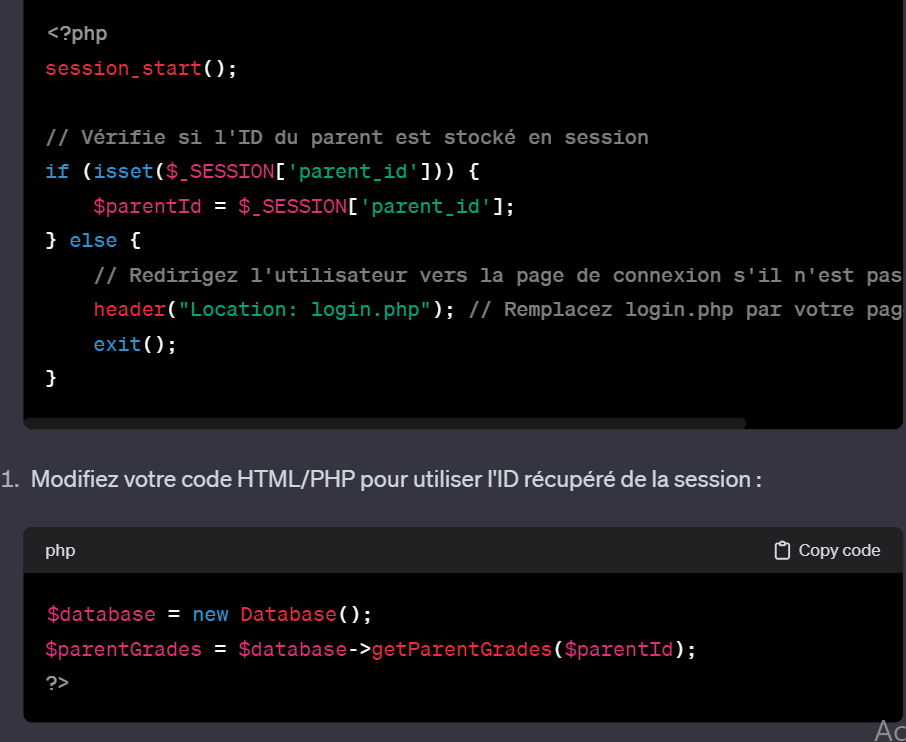 <?php
session_start();
// Vérifie si l'ID du parent est stocké en session
if (isset($_SESSION['parent_id'])) {
$parentId = $_SESSION['parent_id'];
} else {
// Redirigez l'utilisateur vers la page de connexion s'il n'est pas
header("Location: login.php"); // Remplacez login.php par votre pag
exit();
}
1. Modifiez votre code HTML/PHP pour utiliser l'ID récupéré de la session :
php Copy code
$database = new Database();
$parentGrades = $database->getParentGrades($parentId);
?>
Ac